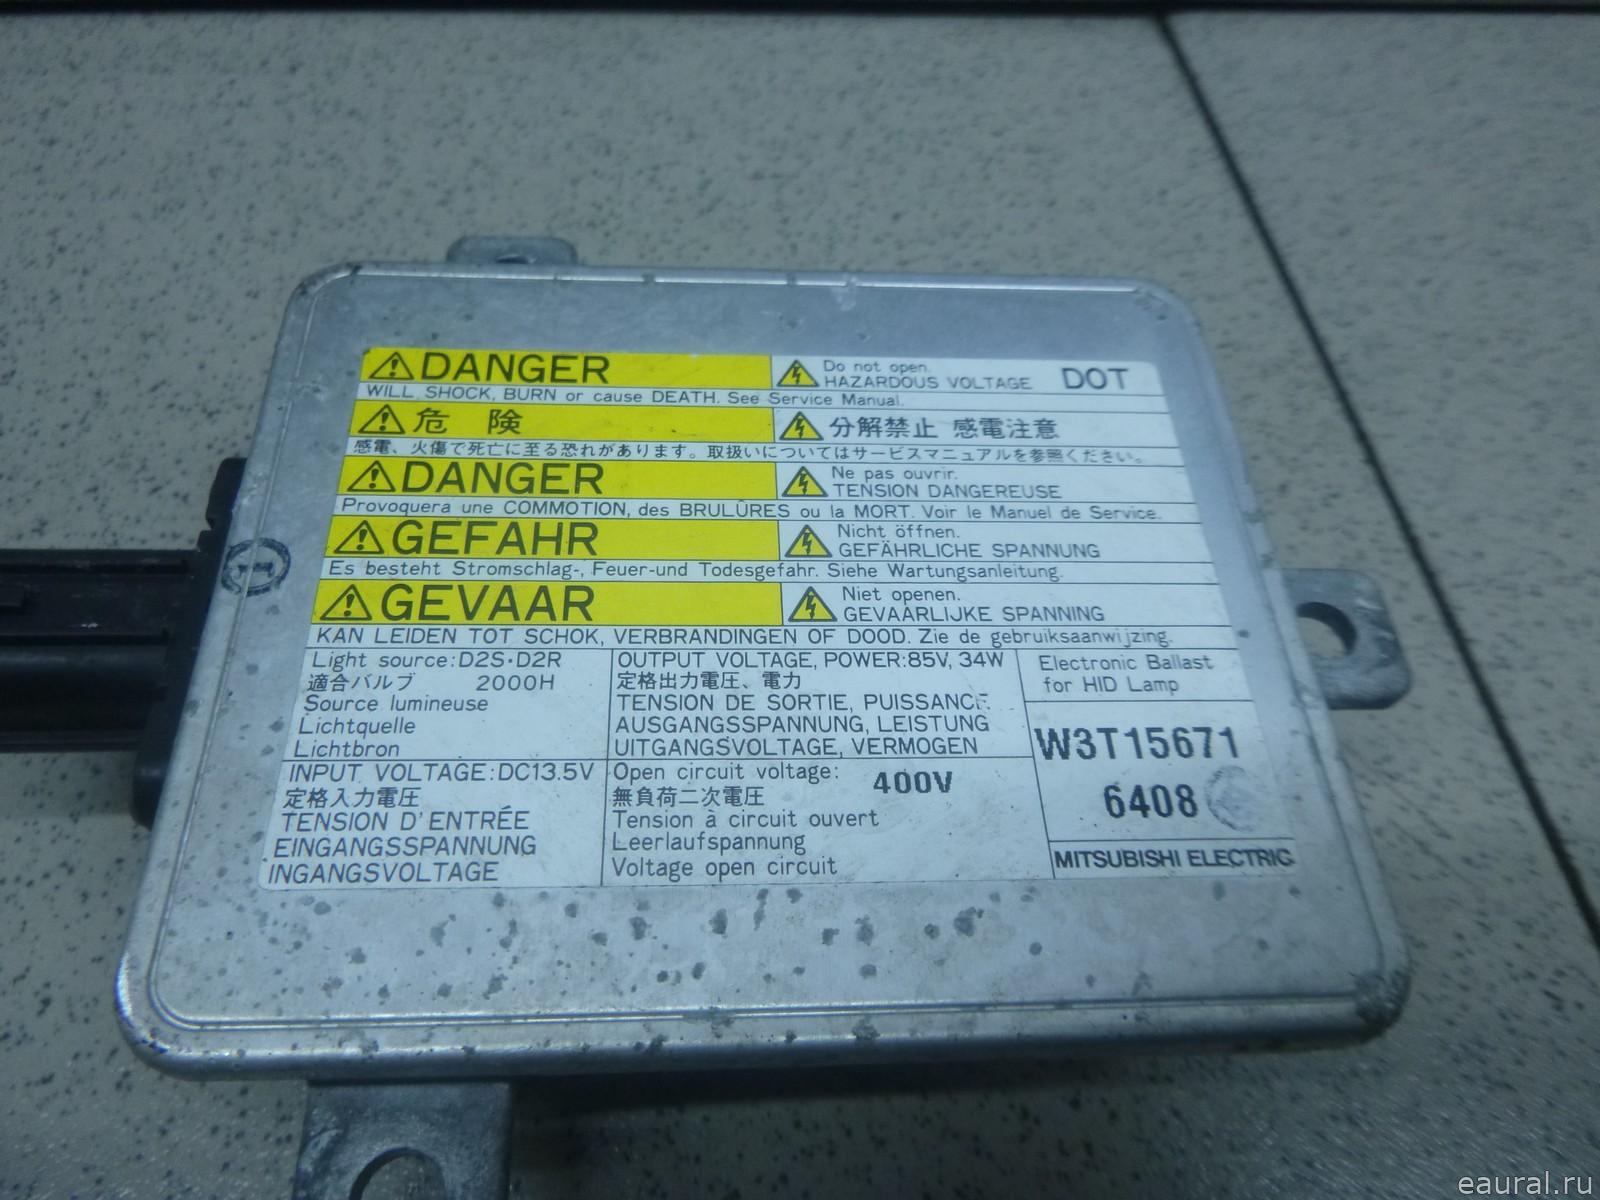 DANGER
Do not open.
HAZARDOUS VOLTAGE
DOT
WILL SHOCK, BURN or cause DEATH. See Service Manual.
危 険
分解禁止 感電注意
感電、火傷で死亡に至る恐れがあります。取扱いについてはサービスマニュアルを参照ください。
DANGER
Ne pas ouvrir.
TENSION DANGEREUSE
Provoquera une COMMOTION, des BRULÛRES ou la MORT. Voir le Manuel de Service.
GEFAHR
Nicht öffnen.
GEFÄHRLICHE SPANNUNG
Es besteht Stromschlag-, Feuer-und Todesgefahr. Siehe Wartungsanleitung.
GEVAAR
Niet openen.
GEVAARLIJKE SPANNING
KAN LEIDEN TOT SCHOK, VERBRANDINGEN OF DOOD. Zie de gebruiksaanwijzing.
Light source:D2S·D2R
適合バルブ 2000H
Source lumineuse
Lichtquelle
Lichtbron
OUTPUT VOLTAGE, POWER:85V, 34W
定格出力電圧、電力
TENSION DE SORTIE, PUISSANCE
AUSGANGSSPANNUNG, LEISTUNG
UITGANGSVOLTAGE, VERMOGEN
Electronic Ballast
for HID Lamp
W3T15671
6408
MITSUBISHI ELECTRIC
INPUT VOLTAGE:DC13.5V
定格入力電圧
TENSION D'ENTRÉE
EINGANGSSPANNUNG
INGANGSVOLTAGE
Open circuit voltage: 400V
無負荷二次電圧
Tension à circuit ouvert
Leerlaufspannung
Voltage open circuit
eaural.ru